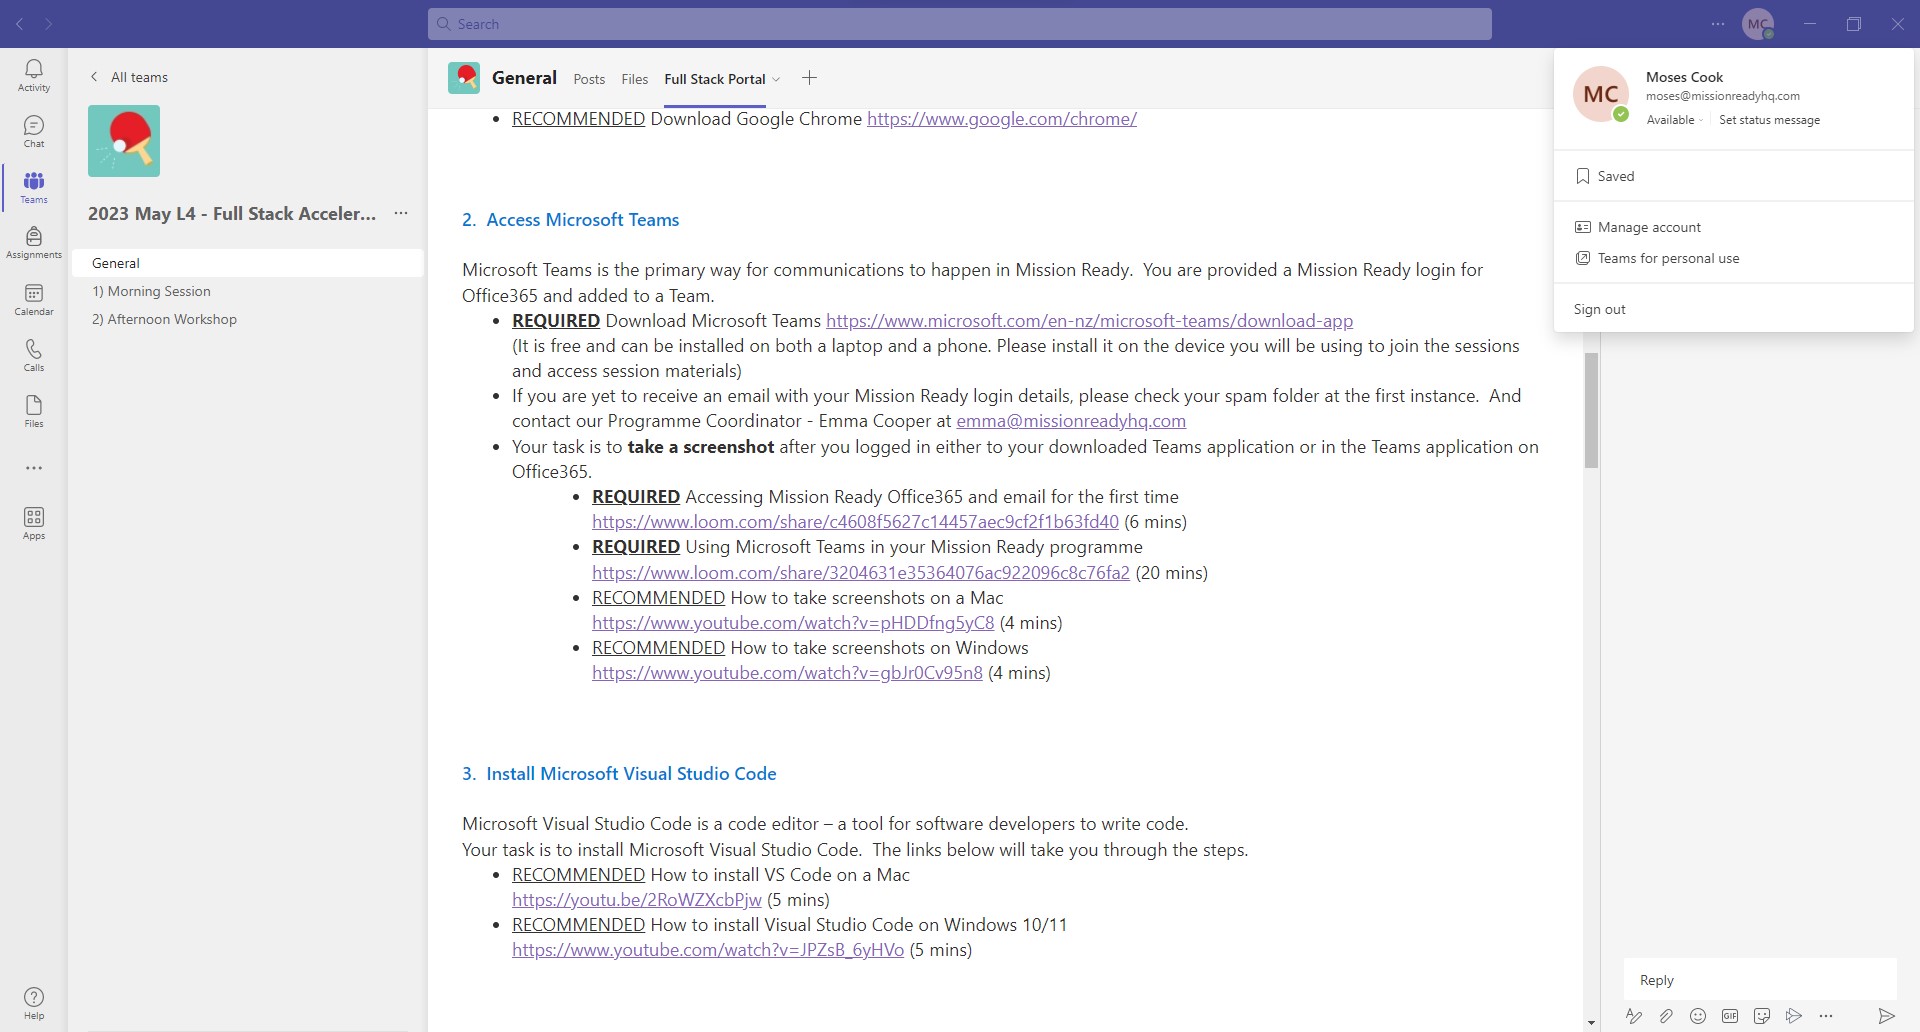 Search
MC
Activity
Chat
Teams
Assignments
Calendar
Calls
Files
Apps
Help
All teams
2023 May L4 - Full Stack Acceler...
General
1) Morning Session
2) Afternoon Workshop
General Posts Files Full Stack Portal
RECOMMENDED Download Google Chrome https://www.google.com/chrome/
2. Access Microsoft Teams
Microsoft Teams is the primary way for communications to happen in Mission Ready. You are provided a Mission Ready login for
Office365 and added to a Team.
REQUIRED Download Microsoft Teams https://www.microsoft.com/en-nz/microsoft-teams/download-app
(It is free and can be installed on both a laptop and a phone. Please install it on the device you will be using to join the sessions
and access session materials)
If you are yet to receive an email with your Mission Ready login details, please check your spam folder at the first instance. And
contact our Programme Coordinator - Emma Cooper at emma@missionreadyhq.com
Your task is to take a screenshot after you logged in either to your downloaded Teams application or in the Teams application on
Office365.
REQUIRED Accessing Mission Ready Office365 and email for the first time
https://www.loom.com/share/c4608f5627c14457aec9cf2f1b63fd40 (6 mins)
REQUIRED Using Microsoft Teams in your Mission Ready programme
https://www.loom.com/share/3204631e35364076ac922096c8c76fa2 (20 mins)
RECOMMENDED How to take screenshots on a Mac
https://www.youtube.com/watch?v=pHDDfng5yC8 (4 mins)
RECOMMENDED How to take screenshots on Windows
https://www.youtube.com/watch?v=gbJr0Cv95n8 (4 mins)
3. Install Microsoft Visual Studio Code
Microsoft Visual Studio Code is a code editor – a tool for software developers to write code.
Your task is to install Microsoft Visual Studio Code. The links below will take you through the steps.
RECOMMENDED How to install VS Code on a Mac
https://youtu.be/2RoWZXcbPjw (5 mins)
RECOMMENDED How to install Visual Studio Code on Windows 10/11
https://www.youtube.com/watch?v=JPZsB_6yHVo (5 mins)
MC
Moses Cook
moses@missionreadyhq.com
Available Set status message
Saved
Manage account
Teams for personal use
Sign out
Reply
GIF